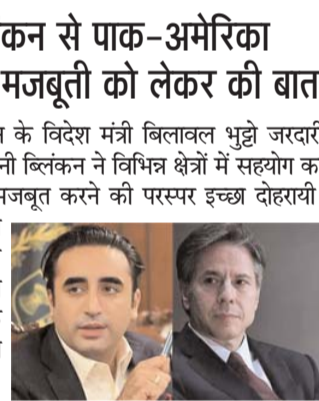 कन से पाक-अमेरिका
मजबूती को लेकर की बात
के विदेश मंत्री बिलावल भुट्टो जरदारी
नी ब्लिंकन ने विभिन्न क्षेत्रों में सहयोग क
मजबूत करने की परस्पर इच्छा दोहरायी